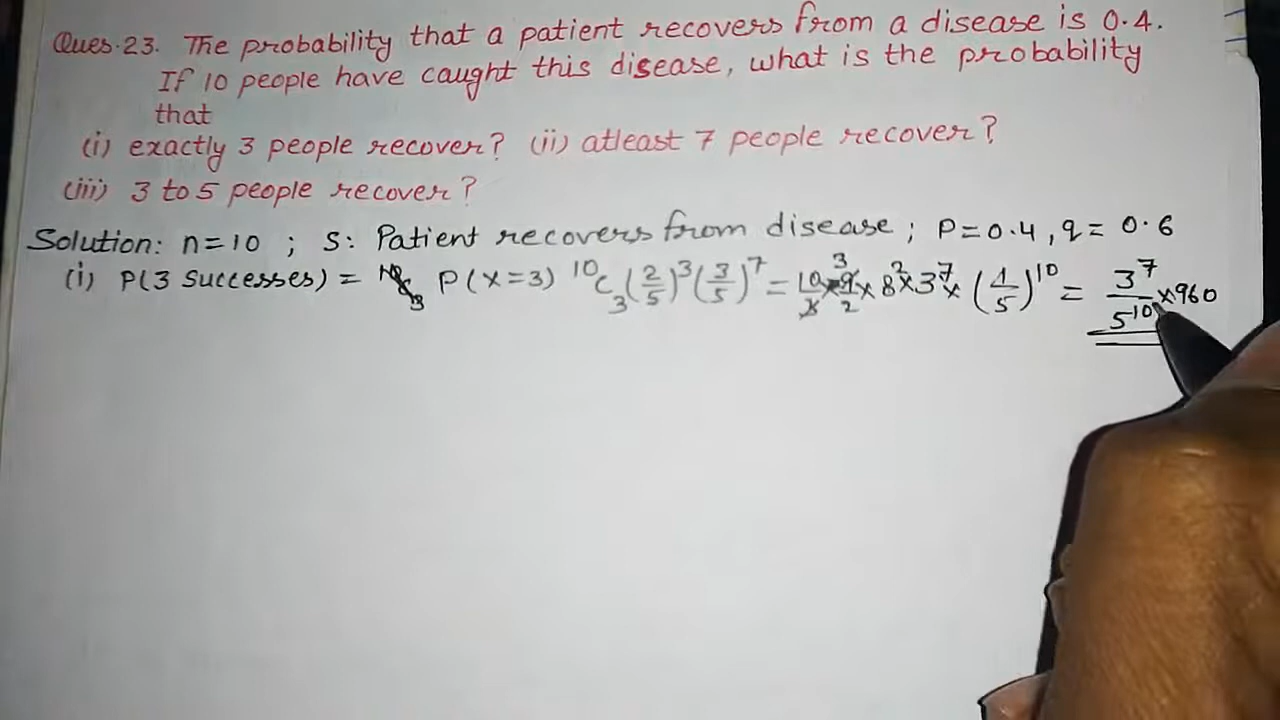 Ques.23. The probability that a patient recovers from a disease is 0.4.
If 10 people have caught this disease, what is the probability
that
(i) exactly 3 people recover? (ii) atleast 7 people recover?
(iii) 3 to 5 people recover?
Solution: n=10 ; S: Patient recovers from disease ; P=0.4, q= 0.6
(i) P(3 Successes) = P(x=3) ¹⁰C₃(2/5)³(3/5)⁷ = 10×9/2 × 8²×3⁷× (1/5)¹⁰ = 3⁷/5¹⁰ ×960